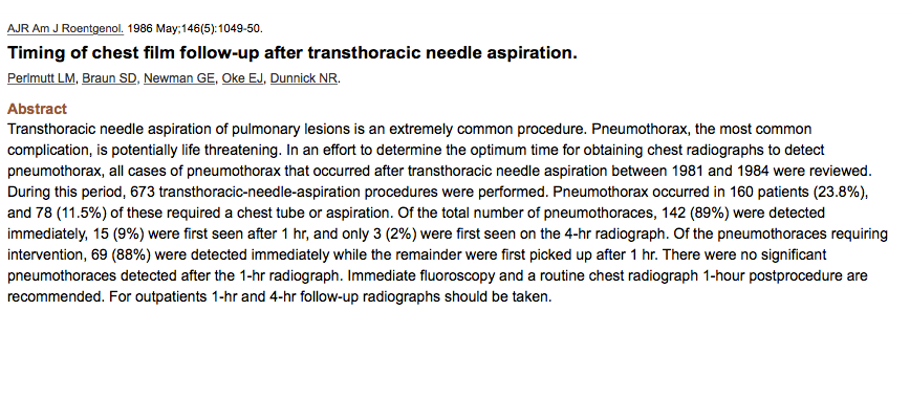 AJR Am J Roentgenol. 1986 May;146(5):1049-50.
Timing of chest film follow-up after transthoracic needle aspiration.
Perlmutt LM, Braun SD, Newman GE, Oke EJ, Dunnick NR.
Abstract
Transthoracic needle aspiration of pulmonary lesions is an extremely common procedure. Pneumothorax, the most common
complication, is potentially life threatening. In an effort to determine the optimum time for obtaining chest radiographs to detect
pneumothorax, all cases of pneumothorax that occurred after transthoracic needle aspiration between 1981 and 1984 were reviewed.
During this period, 673 transthoracic-needle-aspiration procedures were performed. Pneumothorax occurred in 160 patients (23.8%),
and 78 (11.5%) of these required a chest tube or aspiration. Of the total number of pneumothoraces, 142 (89%) were detected
immediately, 15 (9%) were first seen after 1 hr, and only 3 (2%) were first seen on the 4-hr radiograph. Of the pneumothoraces requiring
intervention, 69 (88%) were detected immediately while the remainder were first picked up after 1 hr. There were no significant
pneumothoraces detected after the 1-hr radiograph. Immediate fluoroscopy and a routine chest radiograph 1-hour postprocedure are
recommended. For outpatients 1-hr and 4-hr follow-up radiographs should be taken.